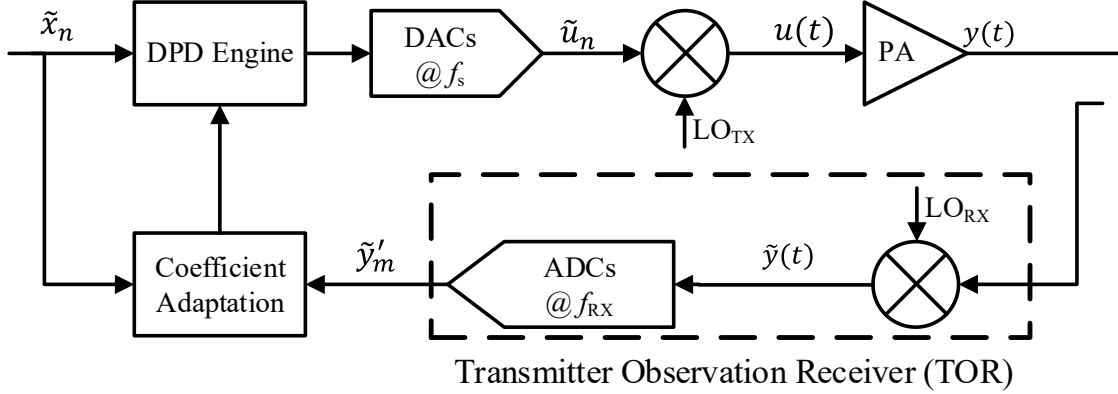 x̃ₙ
DPD Engine
DACs
@ fₛ
ũₙ
u(t)
PA
y(t)
LO_TX
LO_RX
Coefficient
Adaptation
ỹ′ₘ
ADCs
@ f_RX
ỹ(t)
Transmitter Observation Receiver (TOR)